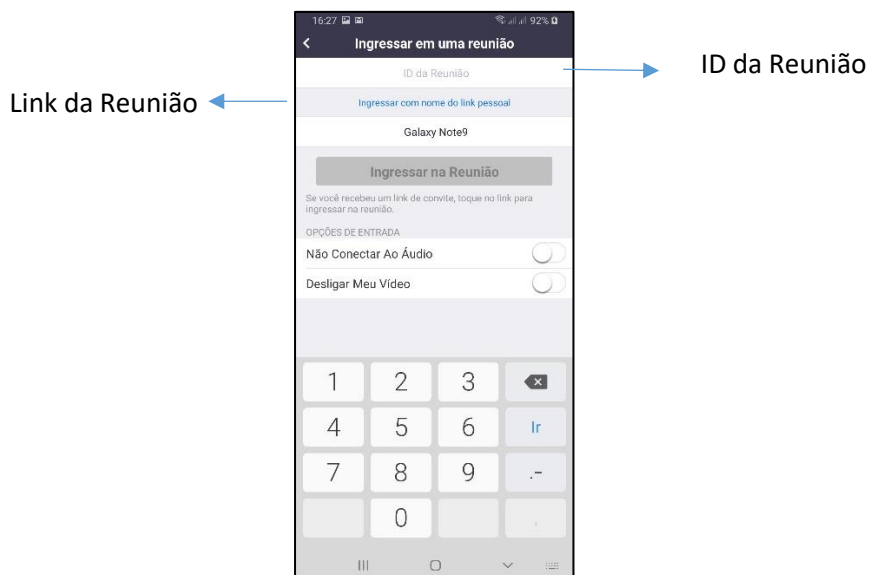 16:27 92%
Ingressar em uma reunião
ID da Reunião
ID da Reunião
Link da Reunião
Ingressar com nome do link pessoal
Galaxy Note9
Ingressar na Reunião
Se você recebeu um link de convite, toque no link para
ingressar na reunião.
OPÇÕES DE ENTRADA
Não Conectar Ao Áudio
Desligar Meu Vídeo
1 2 3
4 5 6 Ir
7 8 9 .-
0 ,